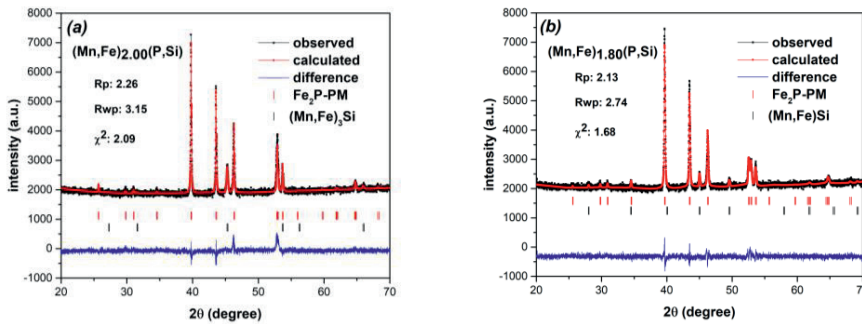 (a)
(Mn,Fe)2.00(P,Si)
Rp: 2.26
Rwp: 3.15
χ2: 2.09
observed
calculated
difference
Fe2P-PM
(Mn,Fe)3Si
intensity (a.u.)
8000
7000
6000
5000
4000
3000
2000
1000
0
-1000
20 30 40 50 60 70
2θ (degree)
(b)
(Mn,Fe)1.80(P,Si)
Rp: 2.13
Rwp: 2.74
χ2: 1.68
observed
calculated
difference
Fe2P-PM
(Mn,Fe)Si
intensity (a.u.)
8000
7000
6000
5000
4000
3000
2000
1000
0
-1000
20 30 40 50 60 70
2θ (degree)